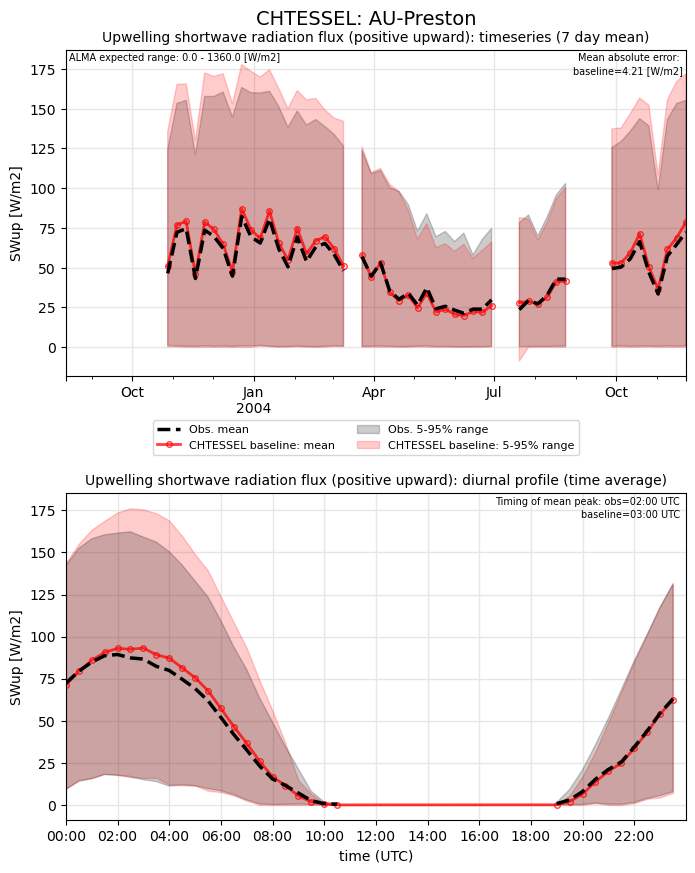 CHTESSEL: AU-Preston
Upwelling shortwave radiation flux (positive upward): timeseries (7 day mean)
ALMA expected range: 0.0 - 1360.0 [W/m2]
Mean absolute error:
baseline=4.21 [W/m2]
175
150
125
100
75
50
25
0
SWup [W/m2]
Oct
Jan
2004
Apr
Jul
Oct
Obs. mean
CHTESSEL baseline: mean
Obs. 5-95% range
CHTESSEL baseline: 5-95% range
Upwelling shortwave radiation flux (positive upward): diurnal profile (time average)
Timing of mean peak: obs=02:00 UTC
baseline=03:00 UTC
175
150
125
100
75
50
25
0
SWup [W/m2]
00:00 02:00 04:00 06:00 08:00 10:00 12:00 14:00 16:00 18:00 20:00 22:00
time (UTC)